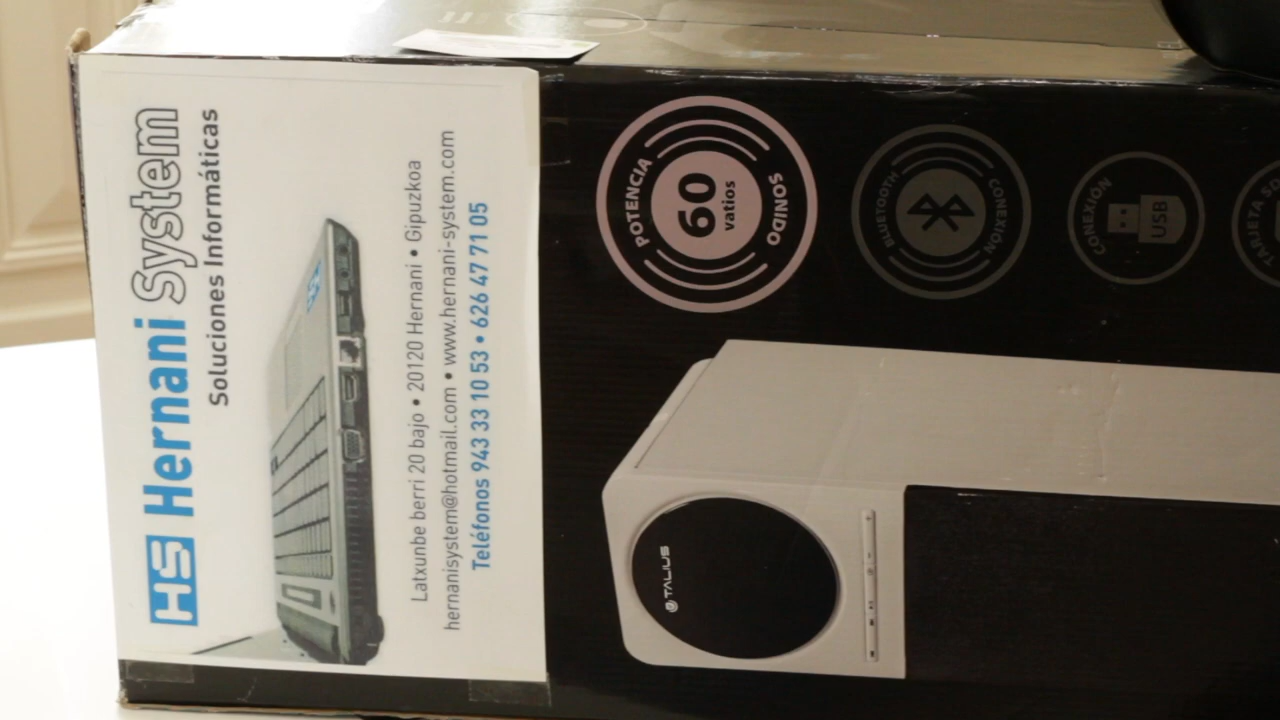 HS Hernani System
Soluciones Informáticas
Latxunbe berri 20 bajo • 20120 Hernani • Gipuzkoa
hernanisystem@hotmail.com • www.hernani-system.com
Teléfonos 943 33 10 53 • 626 47 71 05
POTENCIA
60
vatios
SONIDO
BLUETOOTH
CONEXIÓN
CONEXIÓN
USB
TARJETA
TALIUS